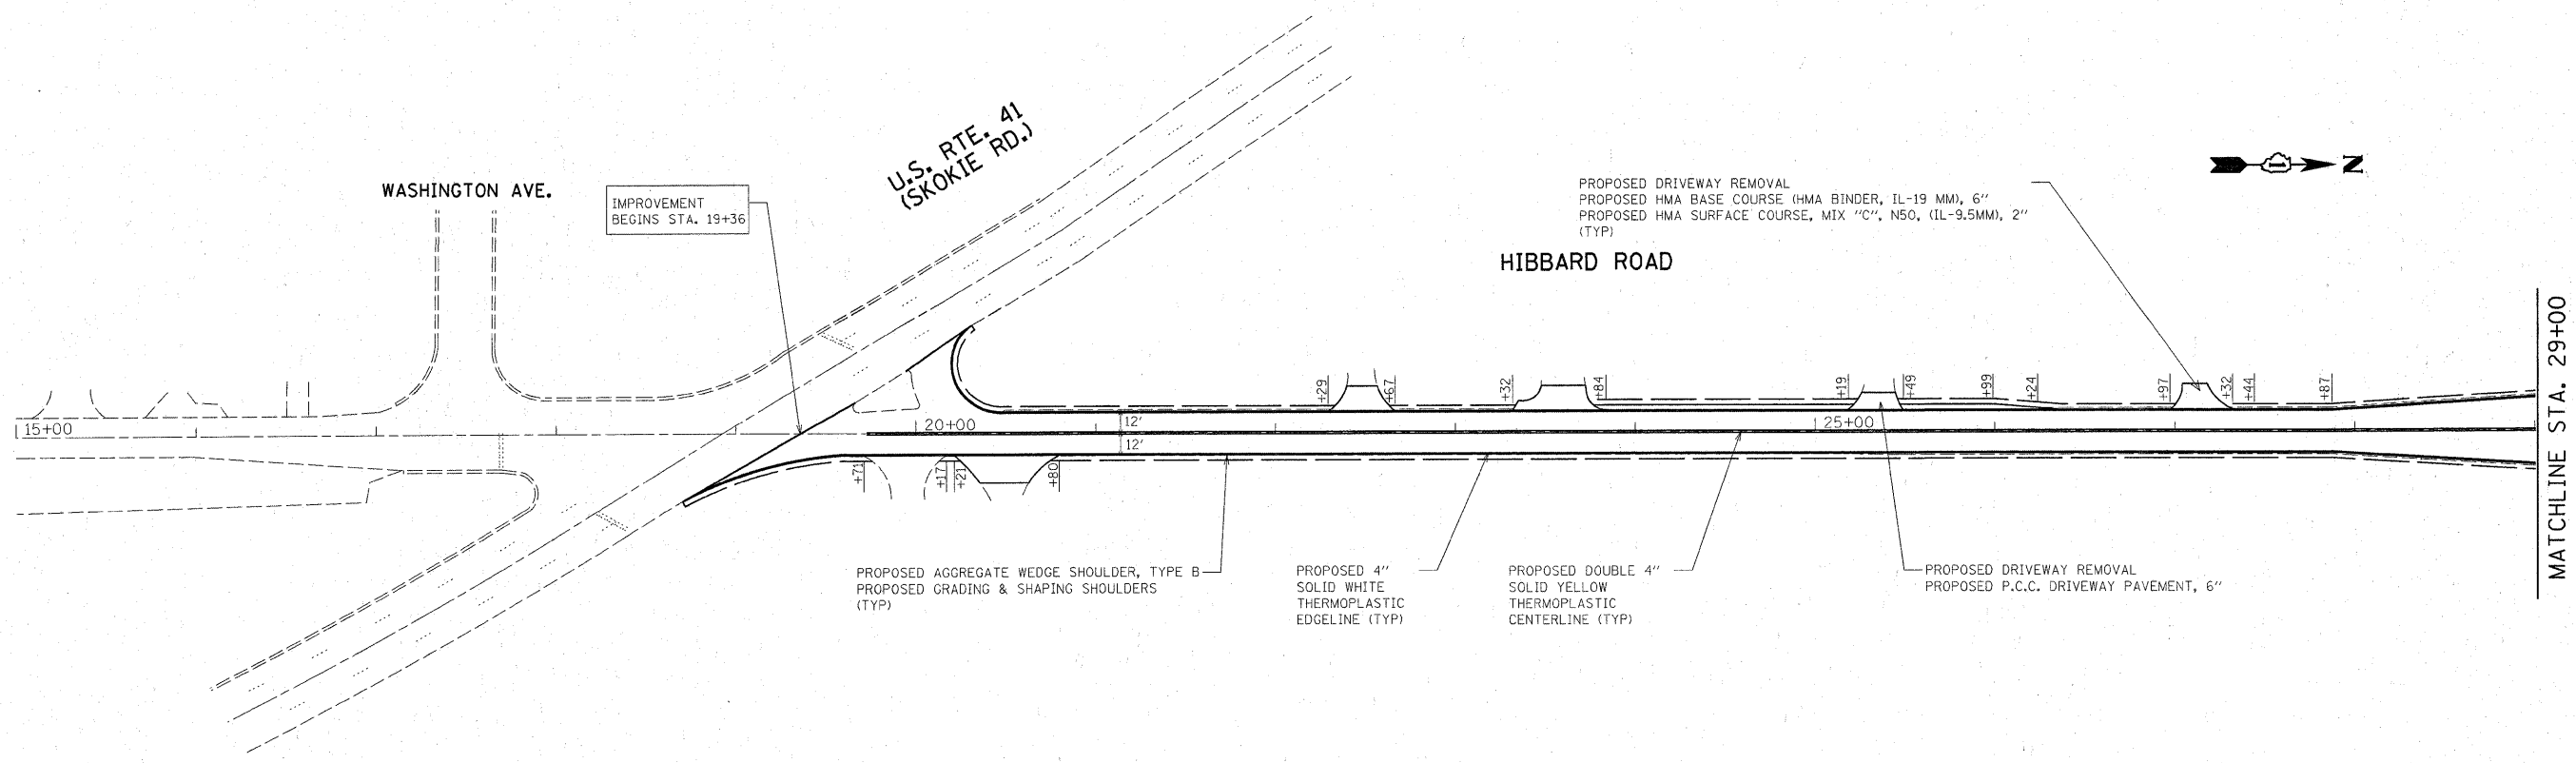 U.S. RTE. 41
(SKOKIE RD.)
WASHINGTON AVE.
IMPROVEMENT
BEGINS STA. 19+36
PROPOSED DRIVEWAY REMOVAL
PROPOSED HMA BASE COURSE (HMA BINDER, IL-19 MM), 6"
PROPOSED HMA SURFACE COURSE, MIX "C", N50, (IL-9.5MM), 2"
(TYP)
N
HIBBARD ROAD
MATCHLINE STA. 29+00
+29
+67
+32
+84
+19
+49
+99
+24
+97
+32
+44
+87
15+00
20+00
12'
12'
25+00
+71
+17
+21
+80
PROPOSED AGGREGATE WEDGE SHOULDER, TYPE B
PROPOSED GRADING & SHAPING SHOULDERS
(TYP)
PROPOSED 4"
SOLID WHITE
THERMOPLASTIC
EDGELINE (TYP)
PROPOSED DOUBLE 4"
SOLID YELLOW
THERMOPLASTIC
CENTERLINE (TYP)
PROPOSED DRIVEWAY REMOVAL
PROPOSED P.C.C. DRIVEWAY PAVEMENT, 6"